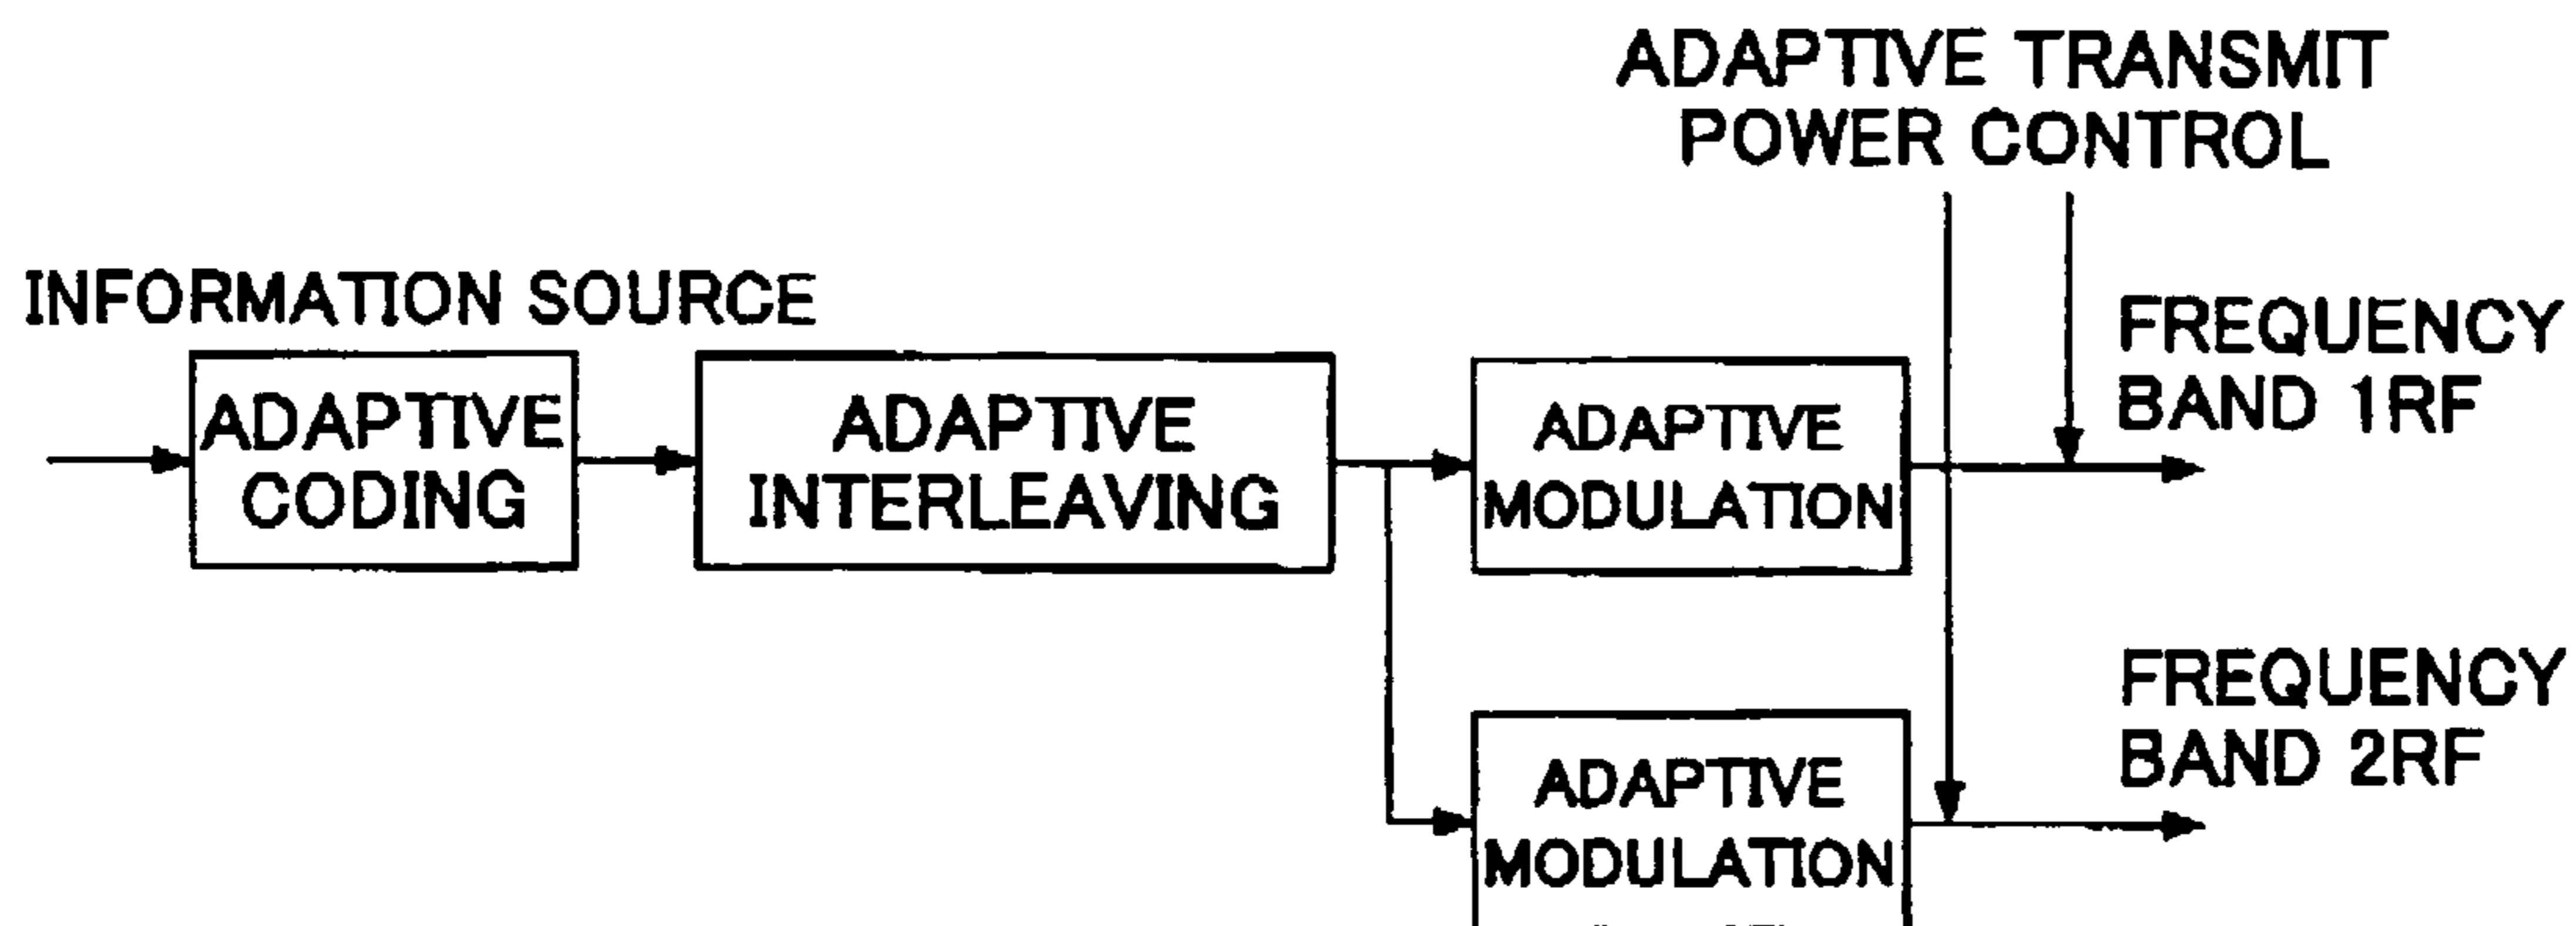 ADAPTIVE TRANSMIT
POWER CONTROL
INFORMATION SOURCE
ADAPTIVE
CODING
ADAPTIVE
INTERLEAVING
ADAPTIVE
MODULATION
FREQUENCY
BAND 1RF
ADAPTIVE
MODULATION
FREQUENCY
BAND 2RF